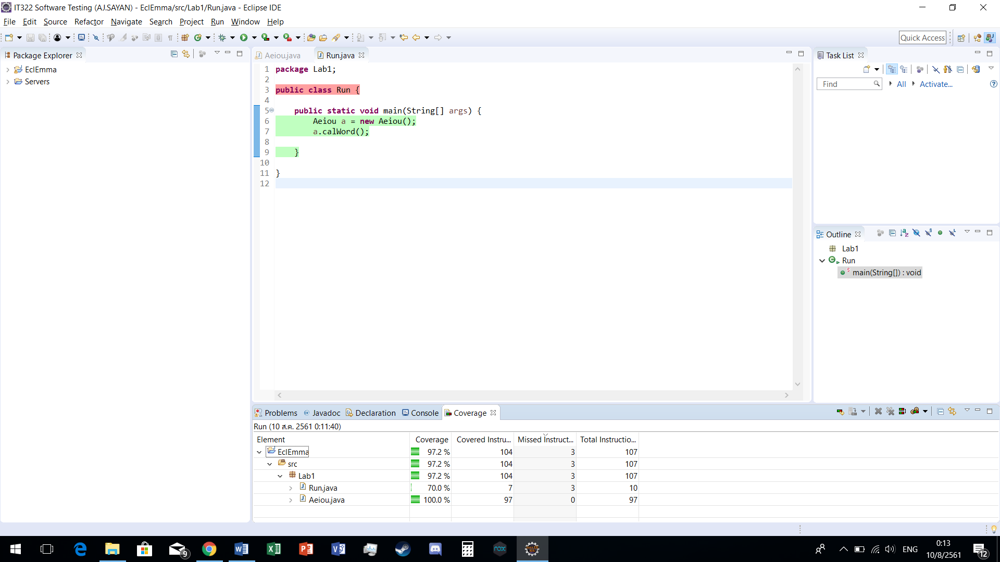 IT322 Software Testing (AJ.SAYAN) - EclEmma/src/Lab1/Run.java - Eclipse IDE
File Edit Source Refactor Navigate Search Project Run Window Help
Quick Access
Package Explorer
EclEmma
Servers
Aeiou.java Run.java
1 package Lab1;
2
3 public class Run {
4
5 public static void main(String[] args) {
6 Aeiou a = new Aeiou();
7 a.calWord();
8
9 }
10
11 }
12
Task List
Find All Activate...
Outline
Lab1
Run
main(String[]) : void
Problems Javadoc Declaration Console Coverage
Run (10 ส.ค. 2561 0:11:40)
Element Coverage Covered Instru... Missed Instruct... Total Instructio...
EclEmma 97.2 % 104 3 107
src 97.2 % 104 3 107
Lab1 97.2 % 104 3 107
Run.java 70.0 % 7 3 10
Aeiou.java 100.0 % 97 0 97
9
nox
ENG
0:13
10/8/2561
12